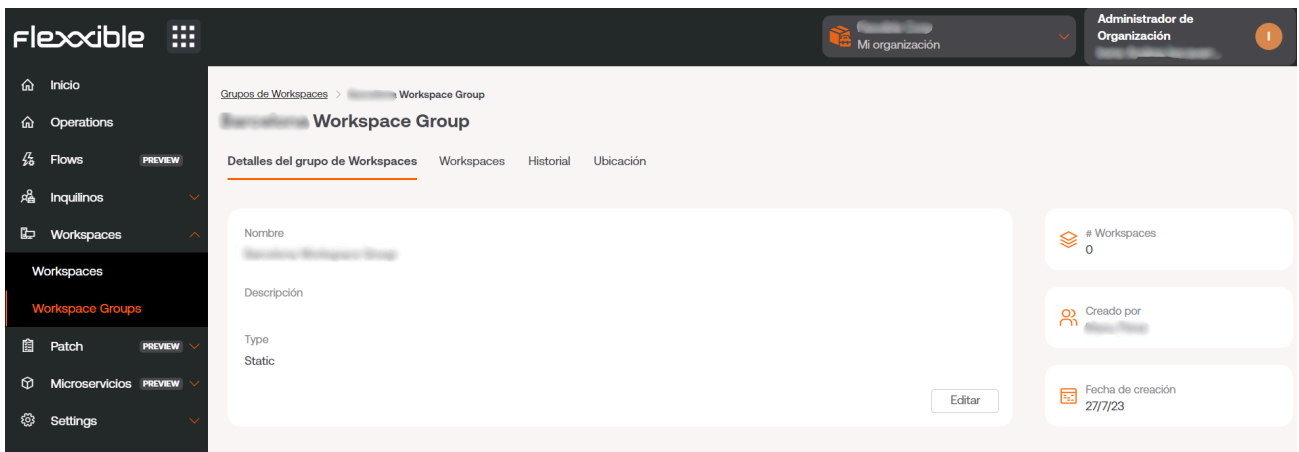 Flexxible
Mi organización
Administrador de
Organización
I
Inicio
Operations
Flows PREVIEW
Inquilinos
Workspaces
Workspaces
Workspace Groups
Patch PREVIEW
Microservicios PREVIEW
Settings
Grupos de Workspaces > Workspace Group
Workspace Group
Detalles del grupo de Workspaces Workspaces Historial Ubicación
Nombre
Descripción
Type
Static
Editar
# Workspaces
0
Creado por
Fecha de creación
27/7/23